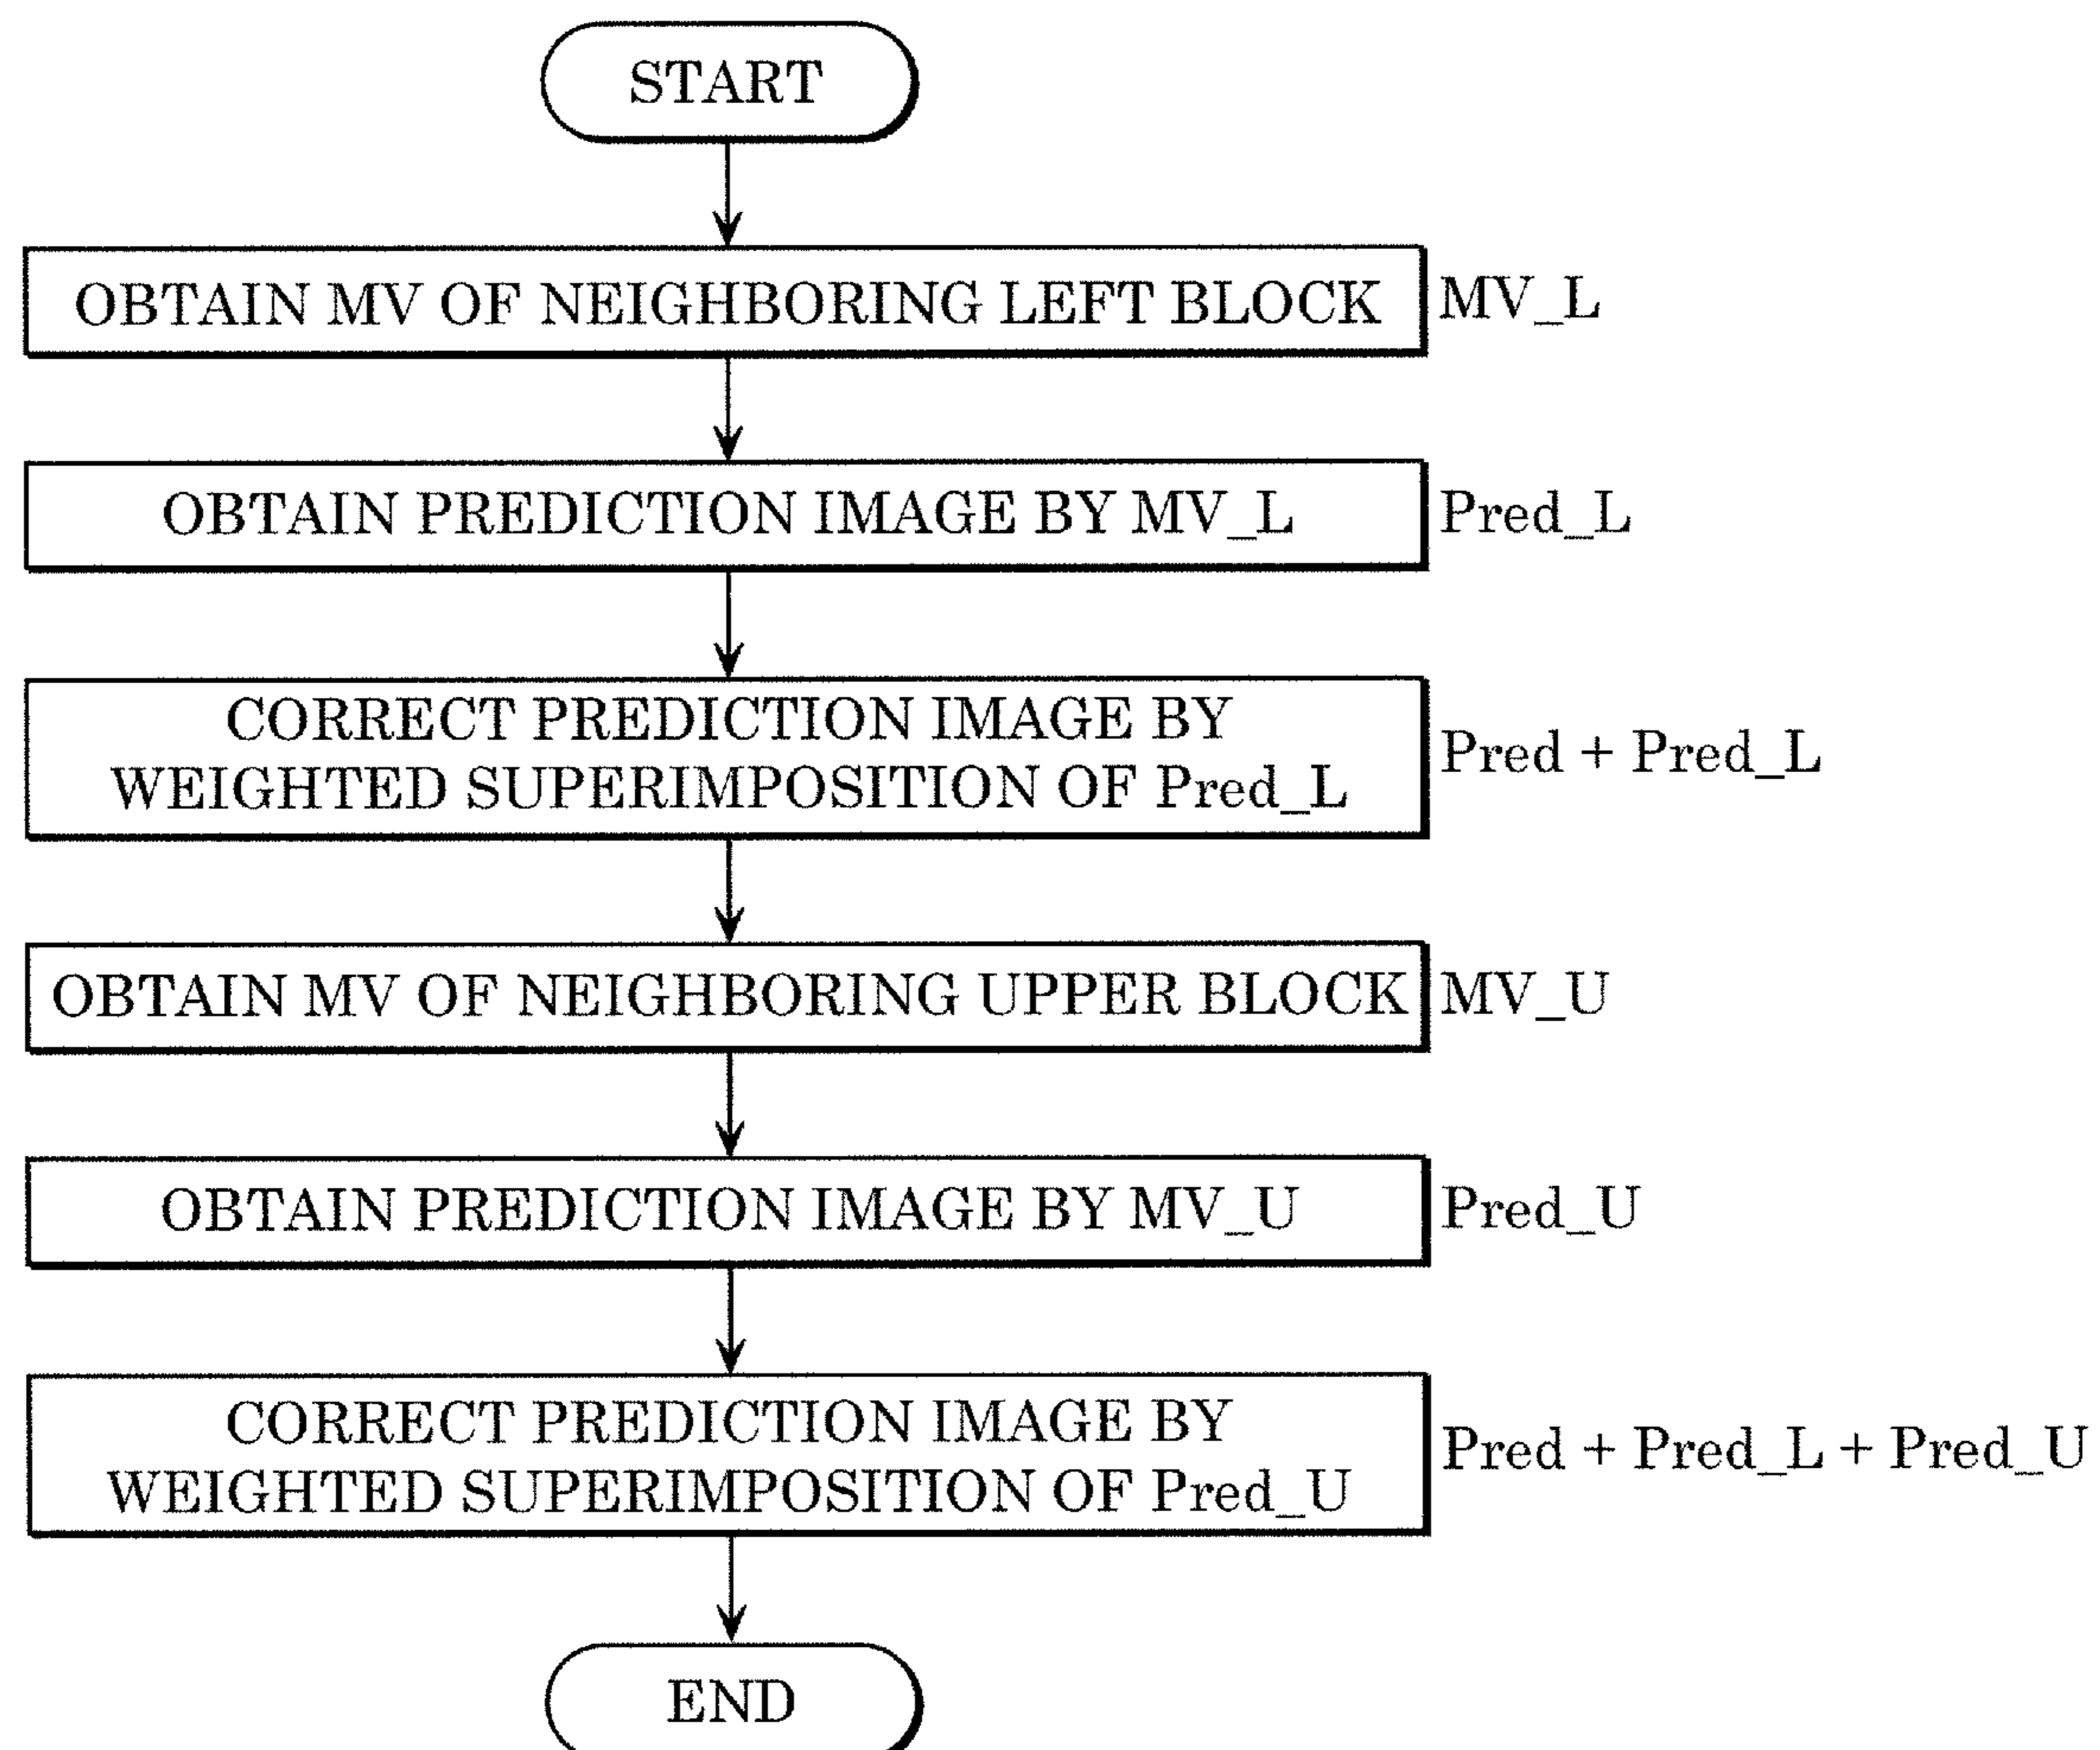 START
OBTAIN MV OF NEIGHBORING LEFT BLOCK
MV_L
OBTAIN PREDICTION IMAGE BY MV_L
Pred_L
CORRECT PREDICTION IMAGE BY
WEIGHTED SUPERIMPOSITION OF Pred_L
Pred + Pred_L
OBTAIN MV OF NEIGHBORING UPPER BLOCK
MV_U
OBTAIN PREDICTION IMAGE BY MV_U
Pred_U
CORRECT PREDICTION IMAGE BY
WEIGHTED SUPERIMPOSITION OF Pred_U
Pred + Pred_L + Pred_U
END